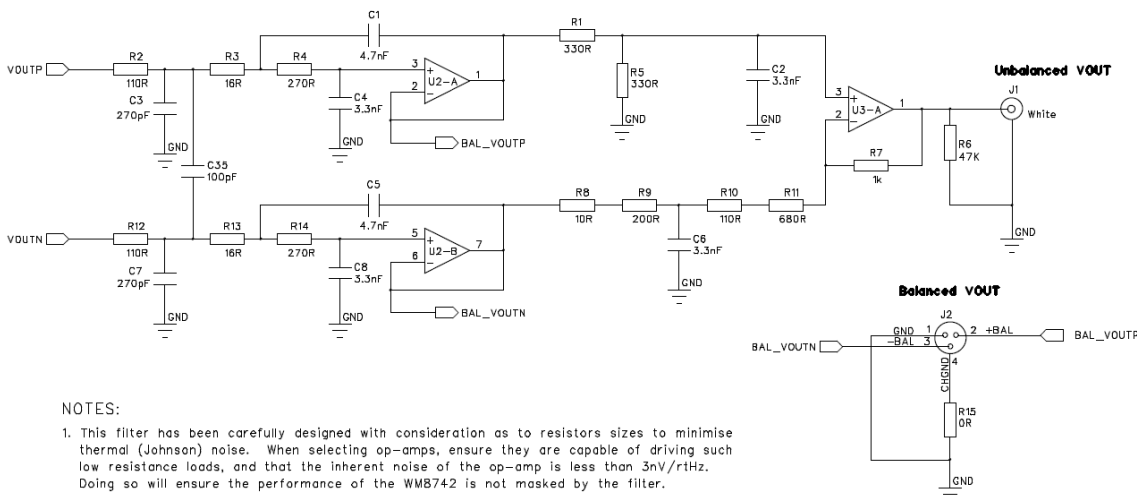 C1
4.7nF
R1
330R
R2
110R
R3
16R
R4
270R
VOUTP
3
2
1
U2-A
C3
270pF
C4
3.3nF
R5
330R
C2
3.3nF
GND
GND
GND
GND
BAL_VOUTP
3
2
1
U3-A
Unbalanced VOUT
J1
White
R6
47K
R7
1k
GND
C35
100pF
C5
4.7nF
R8
10R
R9
200R
R10
110R
R11
680R
VOUTN
R12
110R
R13
16R
R14
270R
5
6
7
U2-B
C7
270pF
C8
3.3nF
C6
3.3nF
GND
GND
GND
BAL_VOUTN
Balanced VOUT
J2
GND
1
2
+BAL
BAL_VOUTP
BAL_VOUTN
-BAL
3
4
CHGND
R15
0R
GND
NOTES:
1. This filter has been carefully designed with consideration as to resistors sizes to minimise
thermal (Johnson) noise. When selecting op-amps, ensure they are capable of driving such
low resistance loads, and that the inherent noise of the op-amp is less than 3nV/rtHz.
Doing so will ensure the performance of the WM8742 is not masked by the filter.